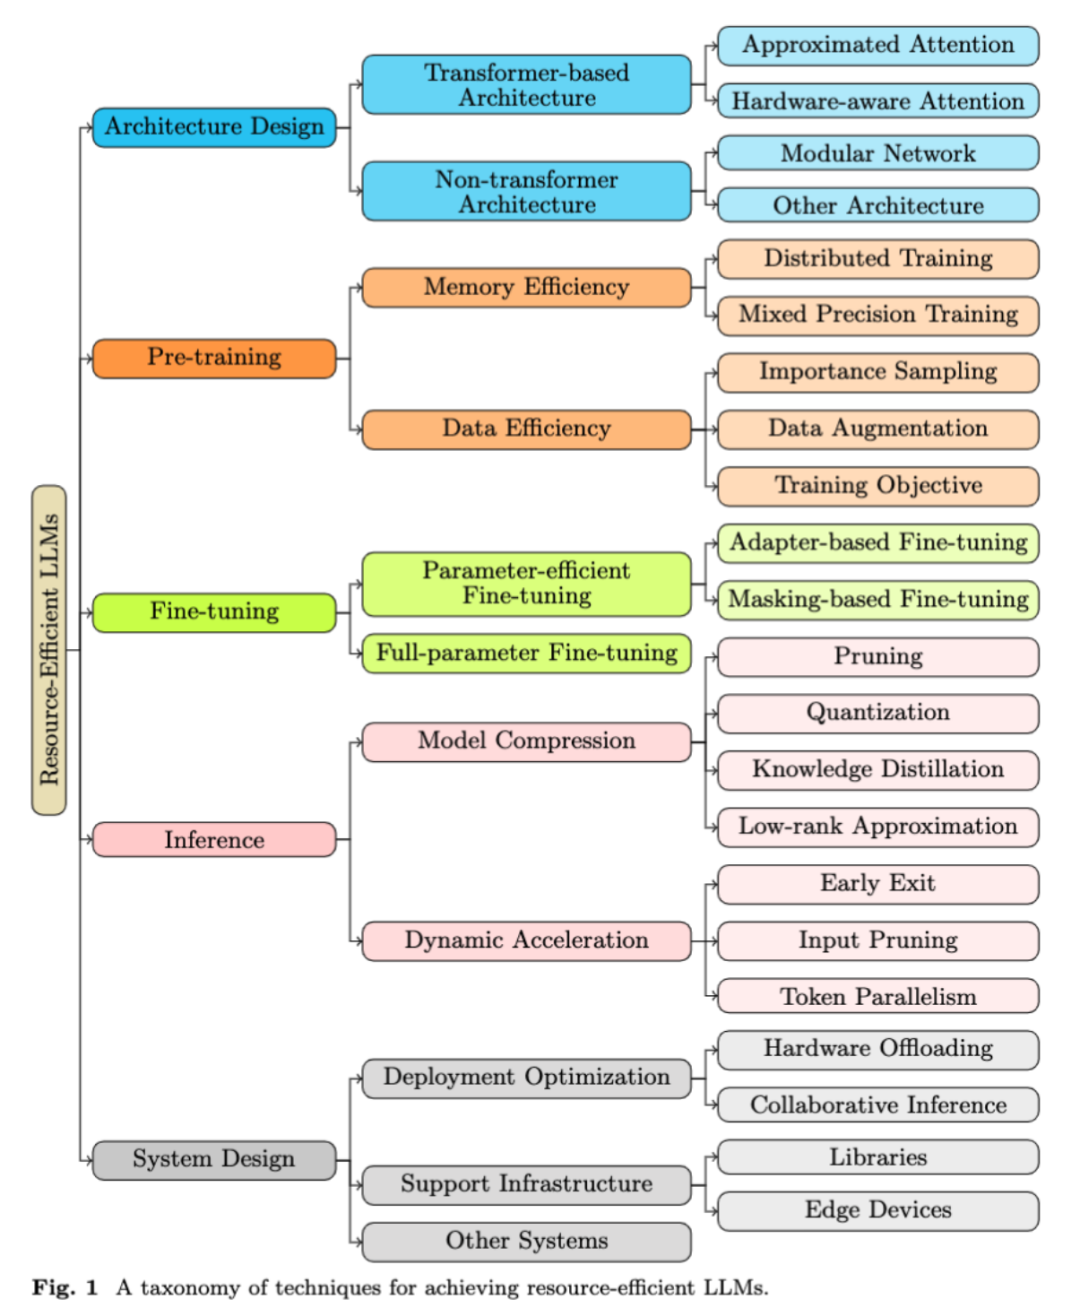 Resource-Efficient LLMs
Architecture Design
Transformer-based
Architecture
Approximated Attention
Hardware-aware Attention
Non-transformer
Architecture
Modular Network
Other Architecture
Pre-training
Memory Efficiency
Distributed Training
Mixed Precision Training
Data Efficiency
Importance Sampling
Data Augmentation
Training Objective
Fine-tuning
Parameter-efficient
Fine-tuning
Adapter-based Fine-tuning
Masking-based Fine-tuning
Full-parameter Fine-tuning
Inference
Model Compression
Pruning
Quantization
Knowledge Distillation
Low-rank Approximation
Dynamic Acceleration
Early Exit
Input Pruning
Token Parallelism
System Design
Deployment Optimization
Hardware Offloading
Collaborative Inference
Support Infrastructure
Libraries
Edge Devices
Other Systems
Fig. 1 A taxonomy of techniques for achieving resource-efficient LLMs.